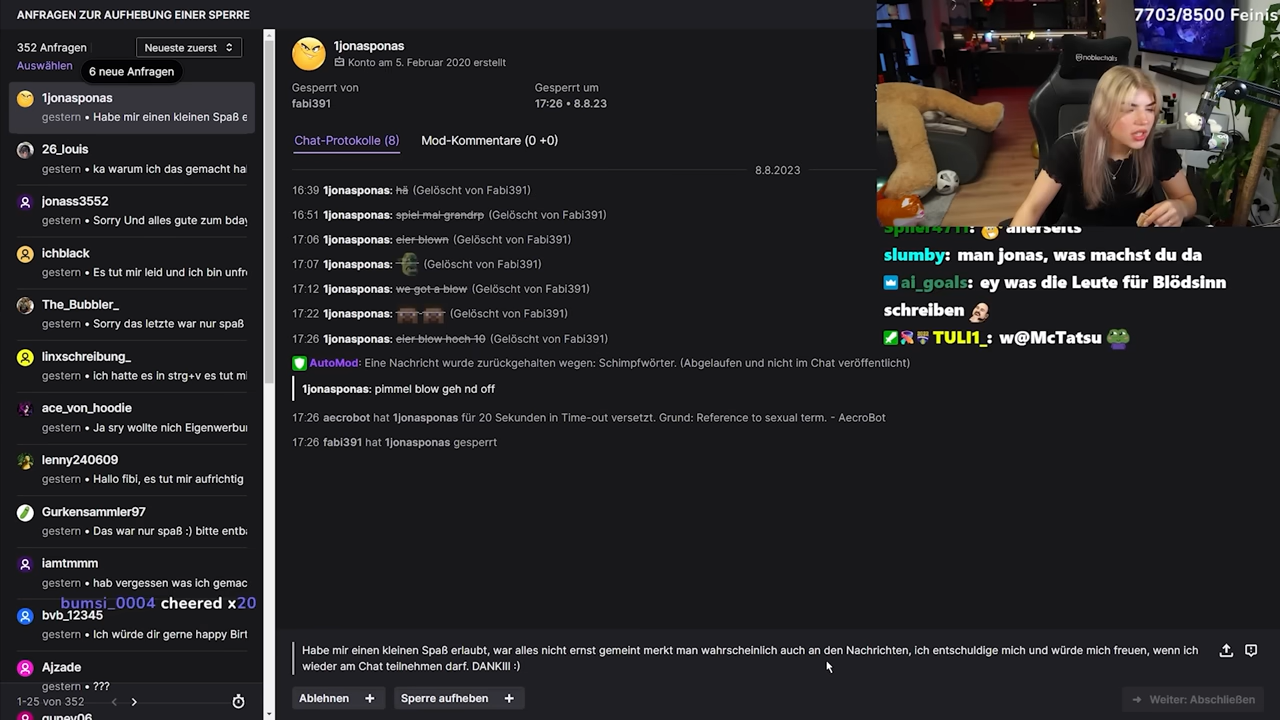 ANFRAGEN ZUR AUFHEBUNG EINER SPERRE
7703/8500 Feinis
352 Anfragen
Neueste zuerst
Auswählen
6 neue Anfragen
1jonasponas
gestern • Habe mir einen kleinen Spaß e
26_louis
gestern • ka warum ich das gemacht hal
jonass3552
gestern • Sorry Und alles gute zum bday
ichblack
gestern • Es tut mir leid und ich bin unfr
The_Bubbler_
gestern • Sorry das letzte war nur spaß
linxschreibung_
gestern • ich hatte es in strg+v es tut mi
ace_von_hoodie
gestern • Ja sry wollte nich Eigenwerbur
lenny240609
gestern • Hallo fibi, es tut mir aufrichtig
Gurkensammler97
gestern • Das war nur spaß :) bitte entba
iamtmmm
gestern • hab vergessen was ich gemac
bumsi_0004 cheered x20
bvb_12345
gestern • Ich würde dir gerne happy Birt
Ajzade
gestern • ???
1-25 von 352
guney06
1jonasponas
Konto am 5. Februar 2020 erstellt
Gesperrt von
fabi391
Gesperrt um
17:26 • 8.8.23
Chat-Protokolle (8)
Mod-Kommentare (0 +0)
8.8.2023
16:39 1jonasponas: hä (Gelöscht von Fabi391)
16:51 1jonasponas: spiel mal grandrp (Gelöscht von Fabi391)
17:06 1jonasponas: eier blown (Gelöscht von Fabi391)
17:07 1jonasponas: (Gelöscht von Fabi391)
17:12 1jonasponas: we got a blow (Gelöscht von Fabi391)
17:22 1jonasponas: (Gelöscht von Fabi391)
17:26 1jonasponas: eier blow hoch 10 (Gelöscht von Fabi391)
AutoMod: Eine Nachricht wurde zurückgehalten wegen: Schimpfwörter. (Abgelaufen und nicht im Chat veröffentlicht)
1jonasponas: pimmel blow geh nd off
17:26 aecrobot hat 1jonasponas für 20 Sekunden in Time-out versetzt. Grund: Reference to sexual term. - AecroBot
17:26 fabi391 hat 1jonasponas gesperrt
noblechairs
allerseits
slumby: man jonas, was machst du da
ai_goals: ey was die Leute für Blödsinn
schreiben
TULI1_: w@McTatsu
Habe mir einen kleinen Spaß erlaubt, war alles nicht ernst gemeint merkt man wahrscheinlich auch an den Nachrichten, ich entschuldige mich und würde mich freuen, wenn ich
wieder am Chat teilnehmen darf. DANKIII :)
Ablehnen +
Sperre aufheben +
Weiter: Abschließen